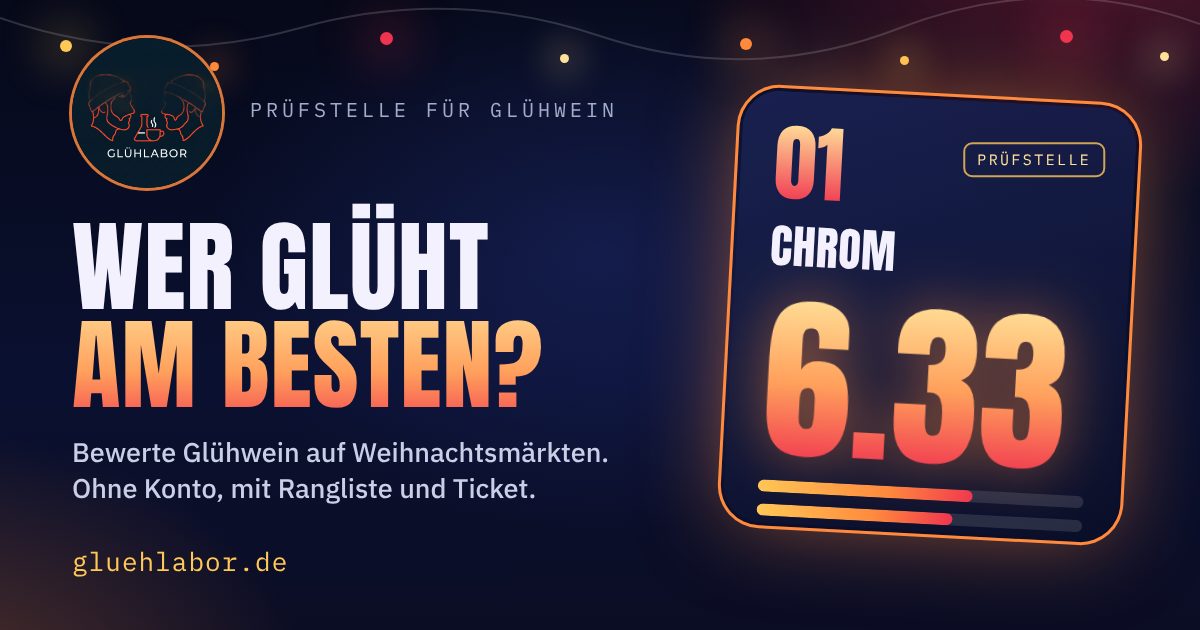 GLÜHLABOR
PRÜFSTELLE FÜR GLÜHWEIN
WER GLÜHT
AM BESTEN?
Bewerte Glühwein auf Weihnachtsmärkten.
Ohne Konto, mit Rangliste und Ticket.
gluehlabor.de
01
PRÜFSTELLE
CHROM
6.33